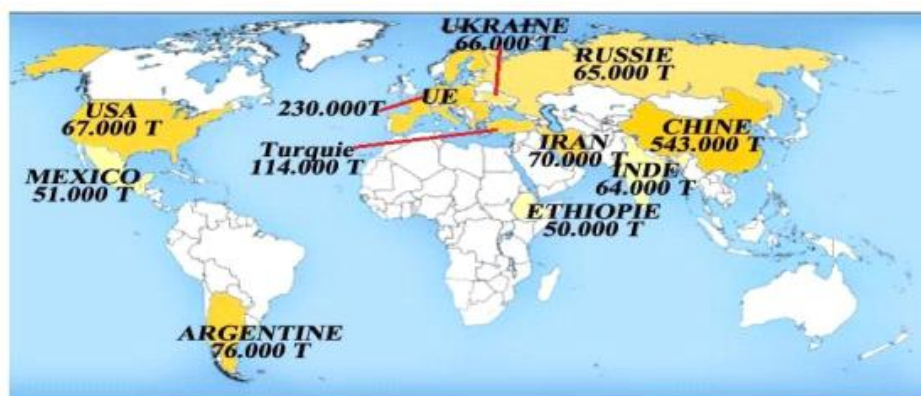 UKRAINE
66.000 T
RUSSIE
65.000 T
USA
67.000 T
230.000T
UE
Turquie
114.000 T
IRAN
70.000 T
CHINE
543.000 T
INDE
64.000 T
MEXICO
51.000 T
ETHIOPIE
50.000 T
ARGENTINE
76.000 T